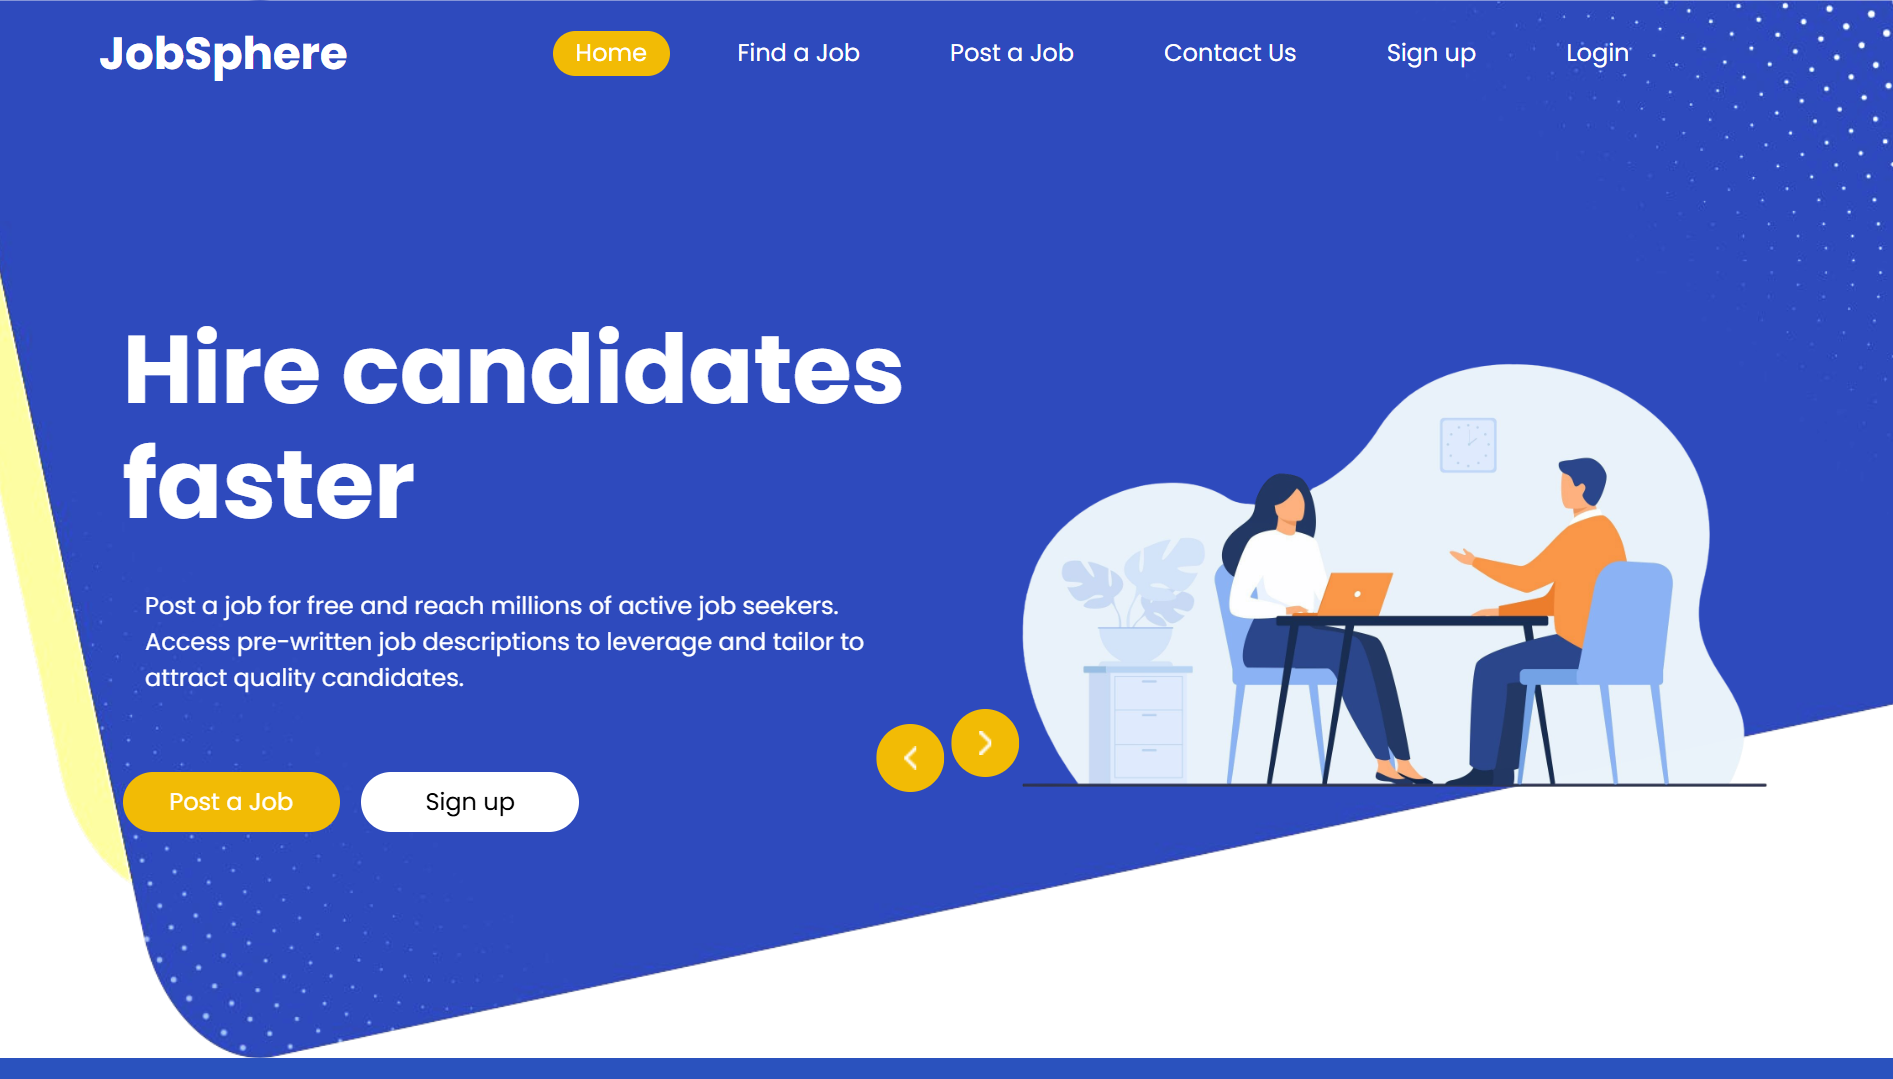 JobSphere
Home Find a Job Post a Job Contact Us Sign up Login
Hire candidates
faster
Post a job for free and reach millions of active job seekers.
Access pre-written job descriptions to leverage and tailor to
attract quality candidates.
Post a Job Sign up